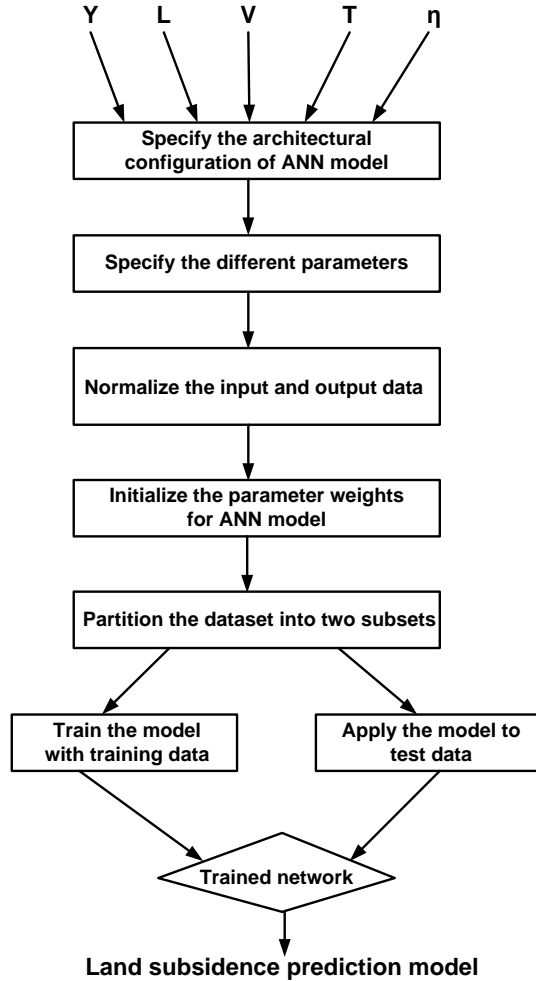 Y L V T η
Specify the architectural
configuration of ANN model
Specify the different parameters
Normalize the input and output data
Initialize the parameter weights
for ANN model
Partition the dataset into two subsets
Train the model
with training data
Apply the model to
test data
Trained network
Land subsidence prediction model